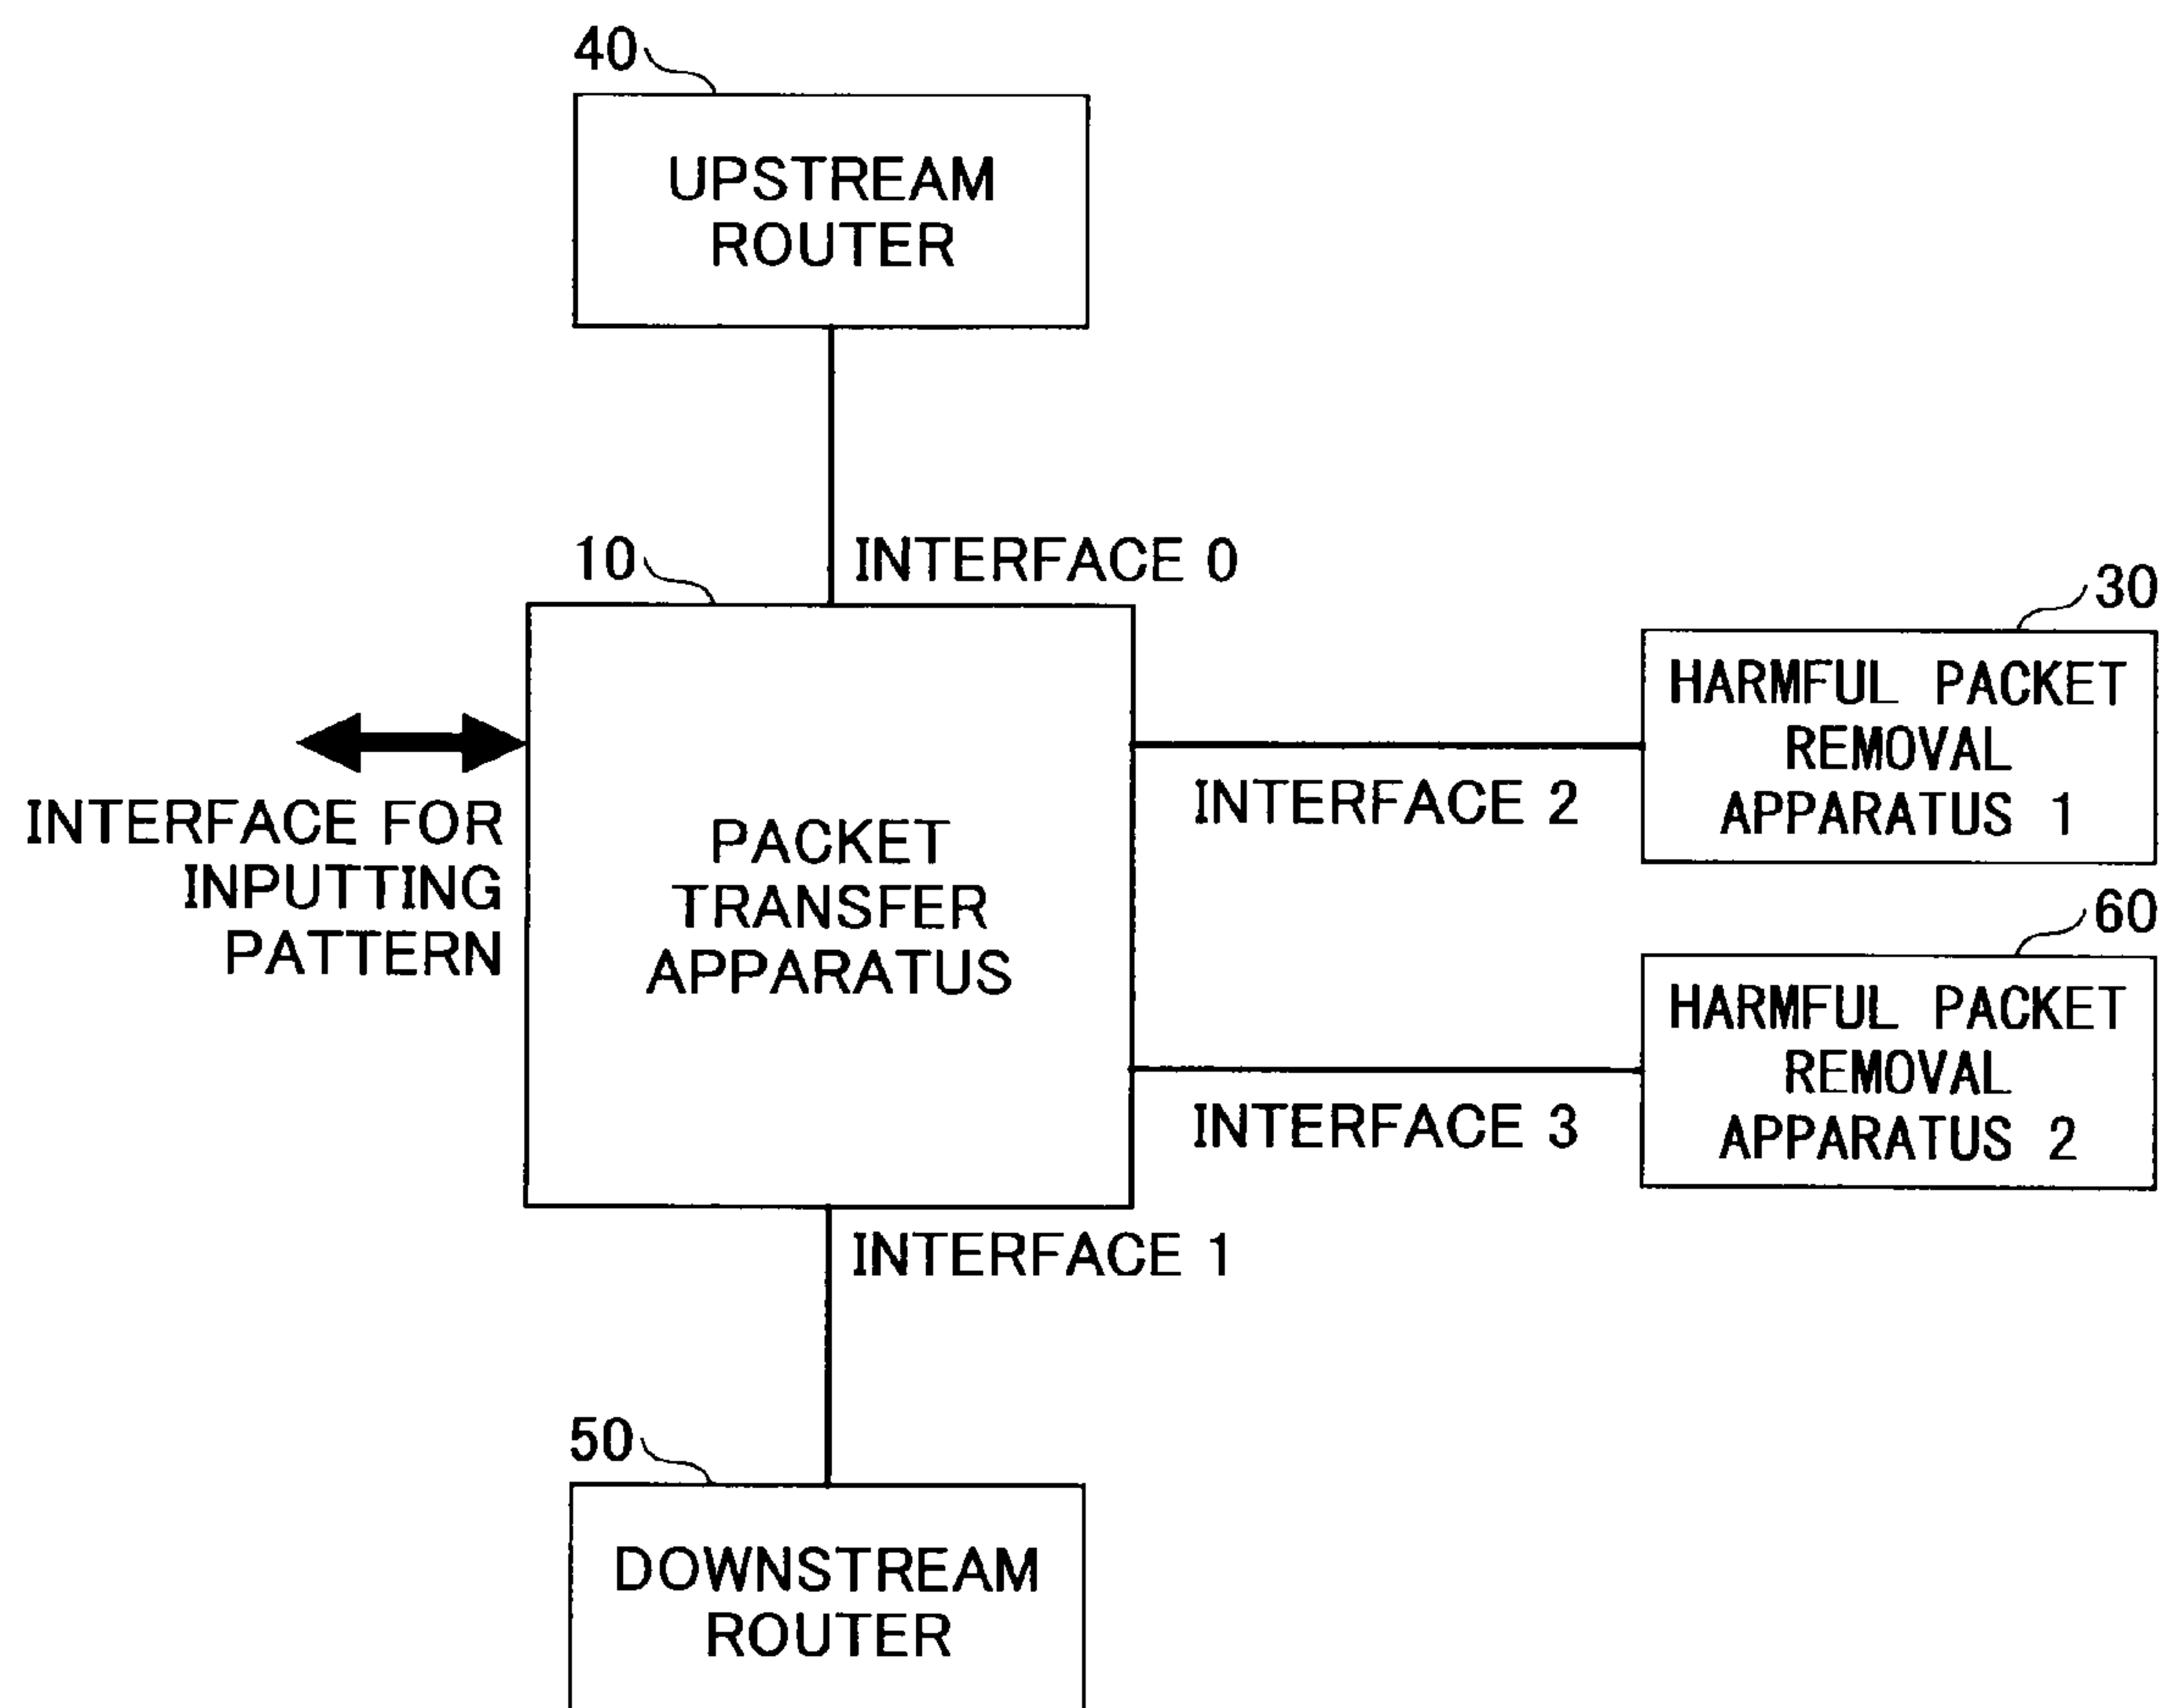 40
UPSTREAM
ROUTER
10
INTERFACE 0
30
HARMFUL PACKET
REMOVAL
APPARATUS 1
INTERFACE 2
INTERFACE FOR
INPUTTING
PATTERN
PACKET
TRANSFER
APPARATUS
60
HARMFUL PACKET
REMOVAL
APPARATUS 2
INTERFACE 3
INTERFACE 1
50
DOWNSTREAM
ROUTER